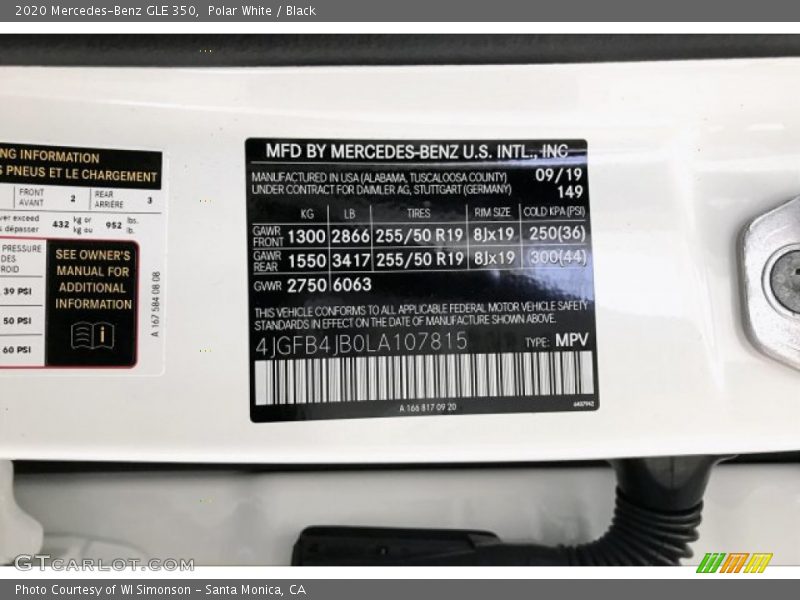 2020 Mercedes-Benz GLE 350,  Polar White / Black
NG INFORMATION
S PNEUS ET LE CHARGEMENT
FRONT
AVANT
2
REAR
ARRIÈRE
3
ver exceed
s dépasser
432
kg or
kg ou
952
lbs.
lb.
PRESSURE
DES
ROID
39 PSI
50 PSI
60 PSI
SEE OWNER'S
MANUAL FOR
ADDITIONAL
INFORMATION
A 167 584 08 08
MFD BY MERCEDES-BENZ U.S. INTL., INC
MANUFACTURED IN USA (ALABAMA, TUSCALOOSA COUNTY)
UNDER CONTRACT FOR DAIMLER AG, STUTTGART (GERMANY)
09/19
149
KG LB TIRES RIM SIZE COLD KPA(PSI)
GAWR FRONT 1300 2866 255/50 R19 8Jx19 250(36)
GAWR REAR 1550 3417 255/50 R19 8Jx19 300(44)
GVWR 2750 6063
THIS VEHICLE CONFORMS TO ALL APPLICABLE FEDERAL MOTOR VEHICLE SAFETY
STANDARDS IN EFFECT ON THE DATE OF MANUFACTURE SHOWN ABOVE.
4JGFB4JB0LA107815 TYPE: MPV
A 166 817 09 20
GTCARLOT.COM
Photo Courtesy of WI Simonson - Santa Monica, CA